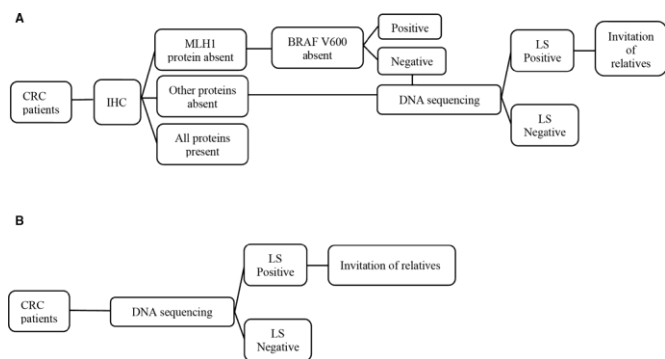 A
CRC
patients
IHC
MLH1
protein absent
Other proteins
absent
All proteins
present
BRAF V600
absent
Positive
Negative
DNA sequencing
LS
Positive
LS
Negative
Invitation
of
relatives
B
CRC
patients
DNA sequencing
LS
Positive
LS
Negative
Invitation of relatives